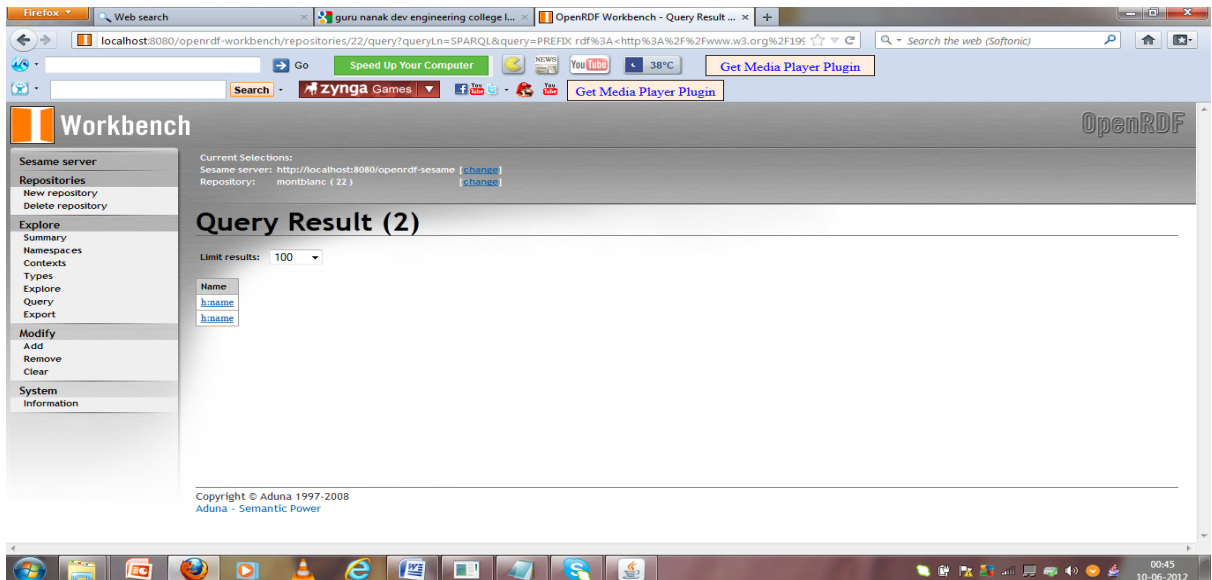 Firefox
Web search
guru nanak dev engineering college l...
OpenRDF Workbench - Query Result ...
localhost:8080/openrdf-workbench/repositories/22/query?queryLn=SPARQL&query=PREFIX rdf%3A<http%3A%2F%2Fwww.w3.org%2F199
Search the web (Softonic)
Go
Speed Up Your Computer
NEWS
YouTube
38°C
Get Media Player Plugin
Search
zynga Games
You Tube
You Tube
Get Media Player Plugin
Workbench
OpenRDF
Sesame server
Repositories
New repository
Delete repository
Explore
Summary
Namespaces
Contexts
Types
Explore
Query
Export
Modify
Add
Remove
Clear
System
Information
Current Selections:
Sesame server: http://localhost:8080/openrdf-sesame [change]
Repository: montblanc ( 22 ) [change]
Query Result (2)
Limit results: 100
Name
h:name
h:name
Copyright © Aduna 1997-2008
Aduna - Semantic Power
00:45
10-06-2012